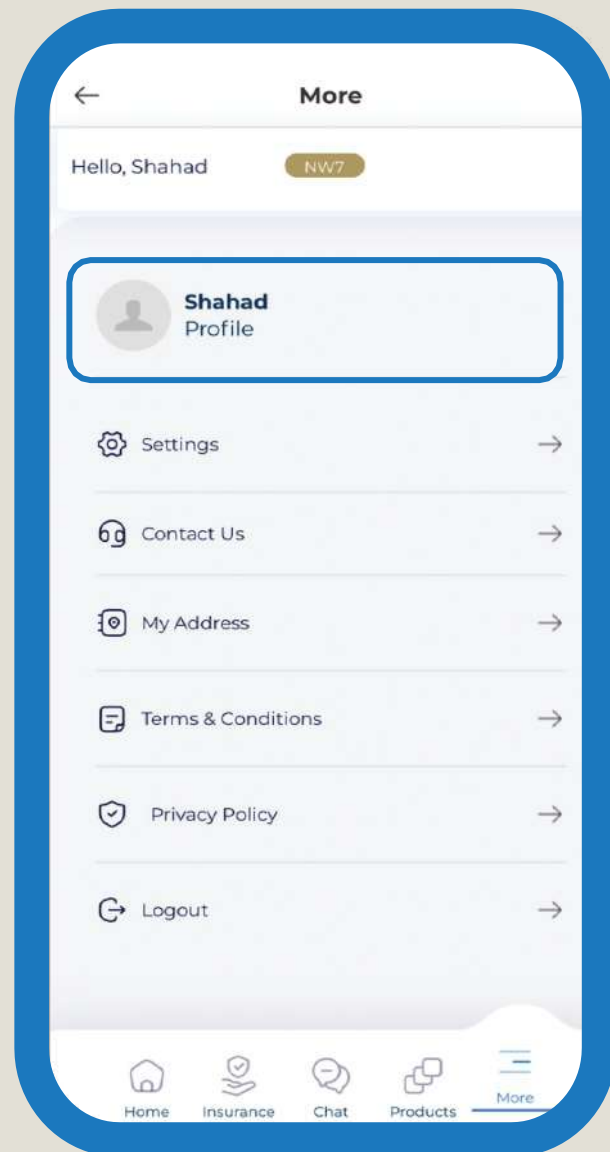 More
Hello, Shahad NW7
Shahad
Profile
Settings
Contact Us
My Address
Terms & Conditions
Privacy Policy
Logout
Home Insurance Chat Products More